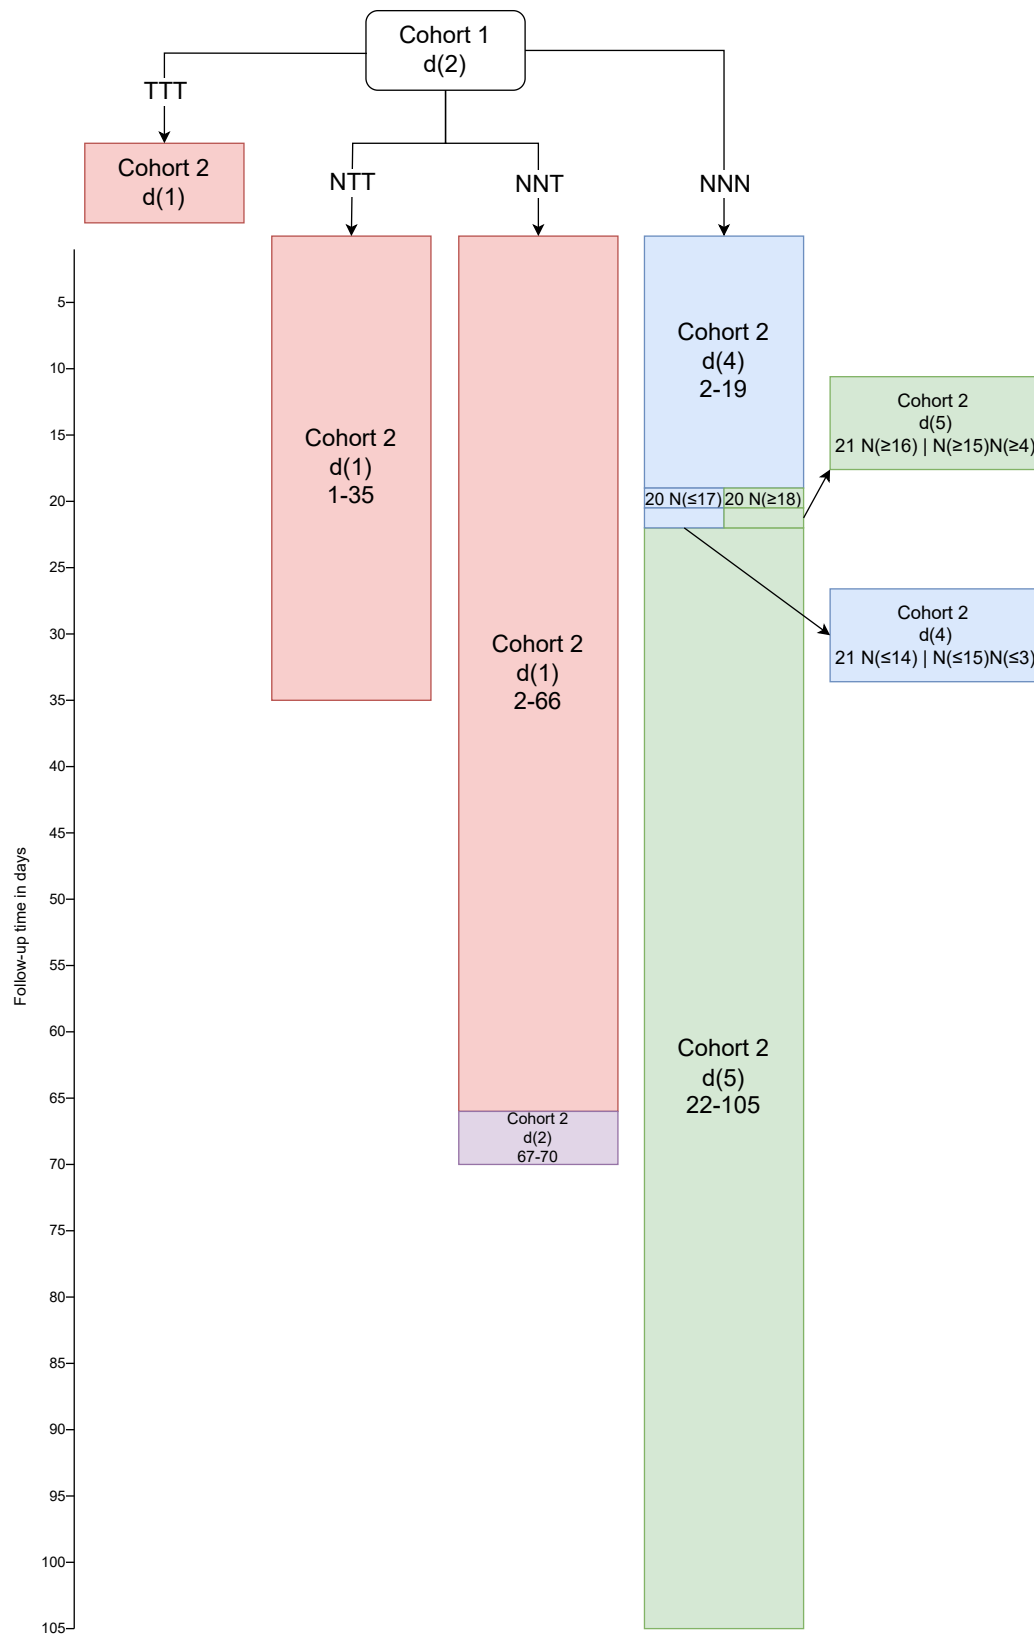 Cohort 1
d(2)
TTT
Cohort 2
d(1)
NTT
NNT
NNN
Cohort 2
d(1)
1-35
Cohort 2
d(1)
2-66
Cohort 2
d(2)
67-70
Cohort 2
d(4)
2-19
20 N(≤17)
20 N(≥18)
Cohort 2
d(5)
22-105
Cohort 2
d(5)
21 N(≥16) | N(≥15)N(≥4)
Cohort 2
d(4)
21 N(≤14) | N(≤15)N(≤3)
Follow-up time in days
5
10
15
20
25
30
35
40
45
50
55
60
65
70
75
80
85
90
95
100
105